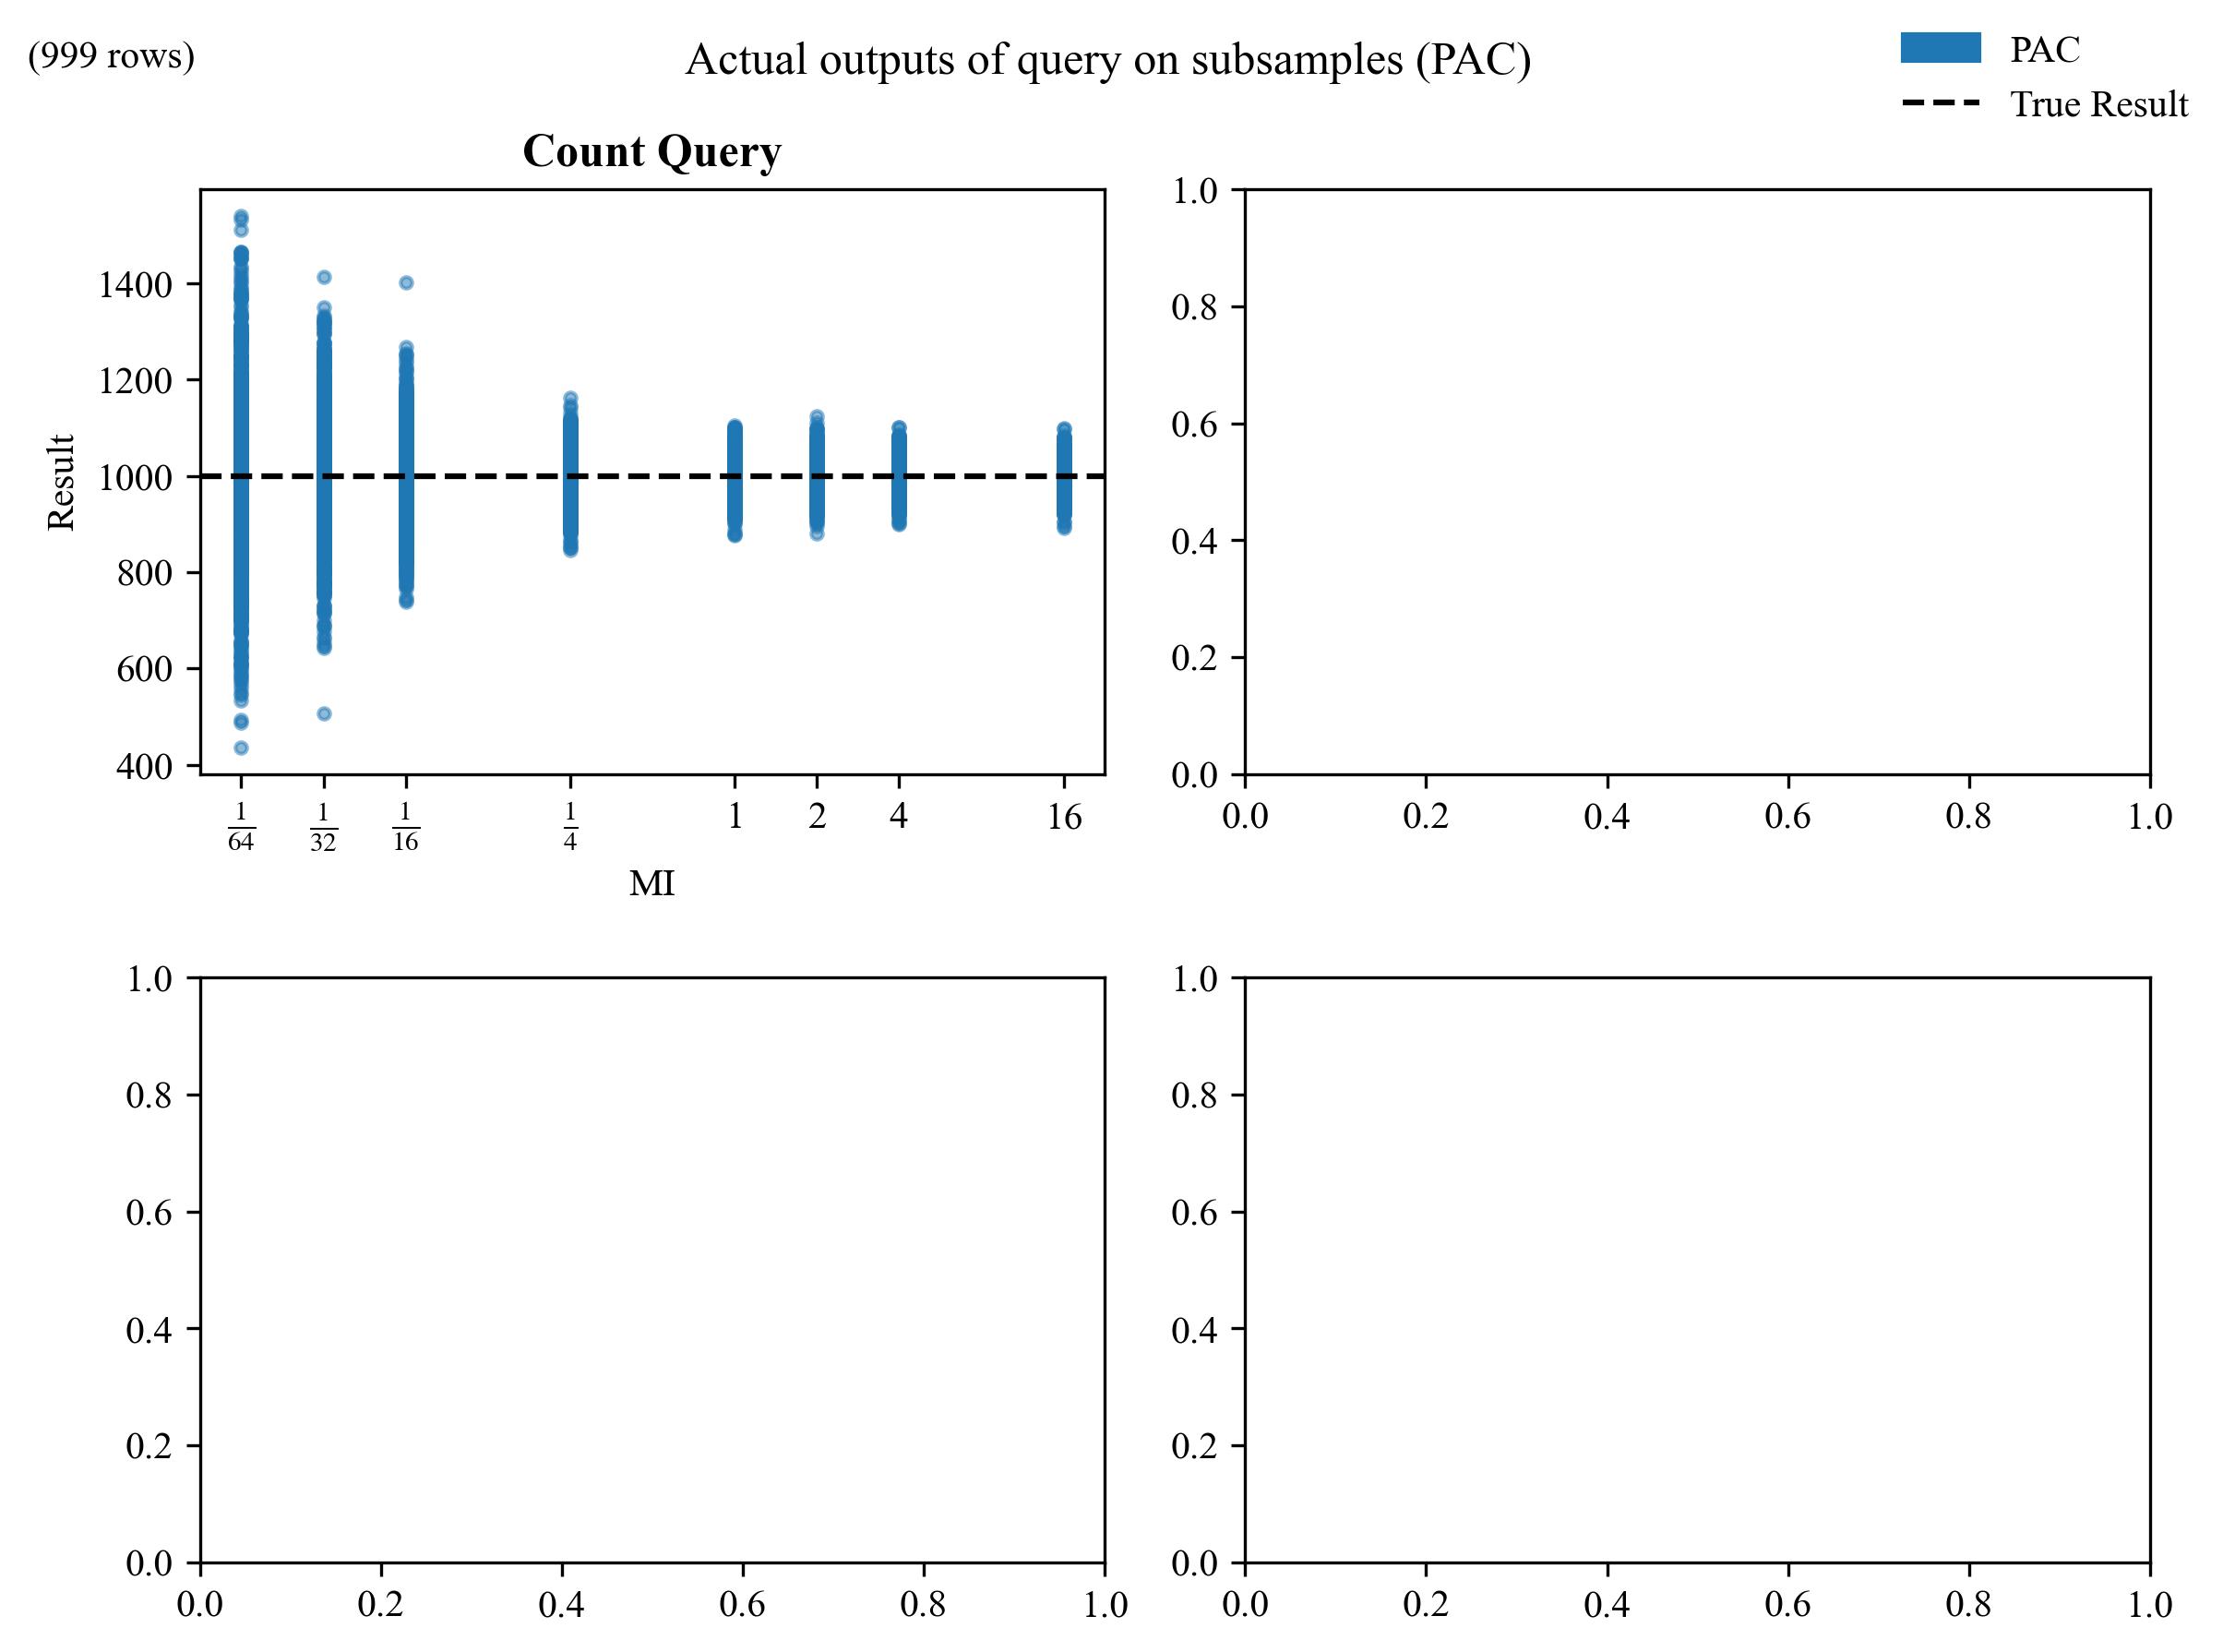 (999 rows)
Actual outputs of query on subsamples (PAC)
PAC
True Result
Count Query
Result
1400
1200
1000
800
600
400
1/64 1/32 1/16 1/4 1 2 4 16
MI
1.0
0.8
0.6
0.4
0.2
0.0
0.0 0.2 0.4 0.6 0.8 1.0
1.0
0.8
0.6
0.4
0.2
0.0
0.0 0.2 0.4 0.6 0.8 1.0
1.0
0.8
0.6
0.4
0.2
0.0
0.0 0.2 0.4 0.6 0.8 1.0